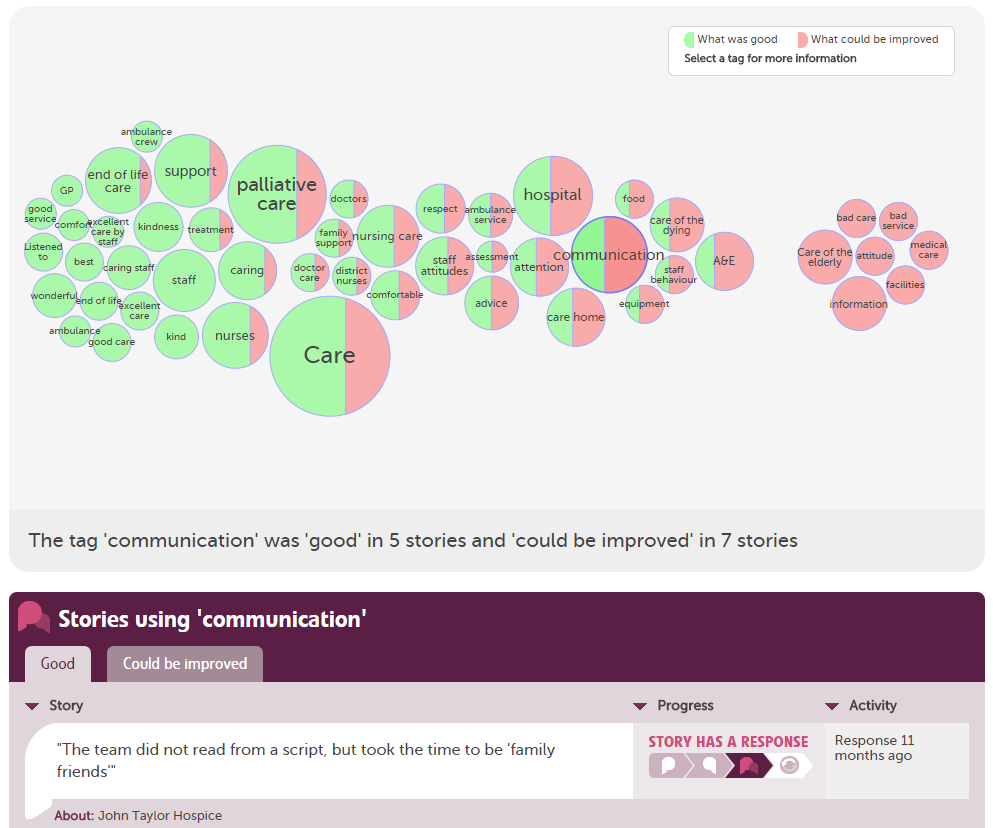 What was good
What could be improved
Select a tag for more information
ambulance
crew
end of life
care
support
palliative
care
GP
good
service
comfort
excellent
care by
staff
kindness
treatment
doctors
family
support
nursing care
respect
ambulance
service
hospital
food
care of the
dying
bad care
bad
service
Listened
to
best
caring staff
staff
caring
doctor
care
district
nurses
comfortable
staff
attitudes
assessment
attention
communication
staff
behaviour
A&E
Care of the
elderly
attitude
medical
care
facilities
wonderful
end of life
excellent
care
ambulance
good care
kind
nurses
Care
advice
care home
equipment
information
The tag 'communication' was 'good' in 5 stories and 'could be improved' in 7 stories
Stories using 'communication'
Good
Could be improved
Story
Progress
Activity
"The team did not read from a script, but took the time to be 'family
friends'"
STORY HAS A RESPONSE
Response 11
months ago
About: John Taylor Hospice